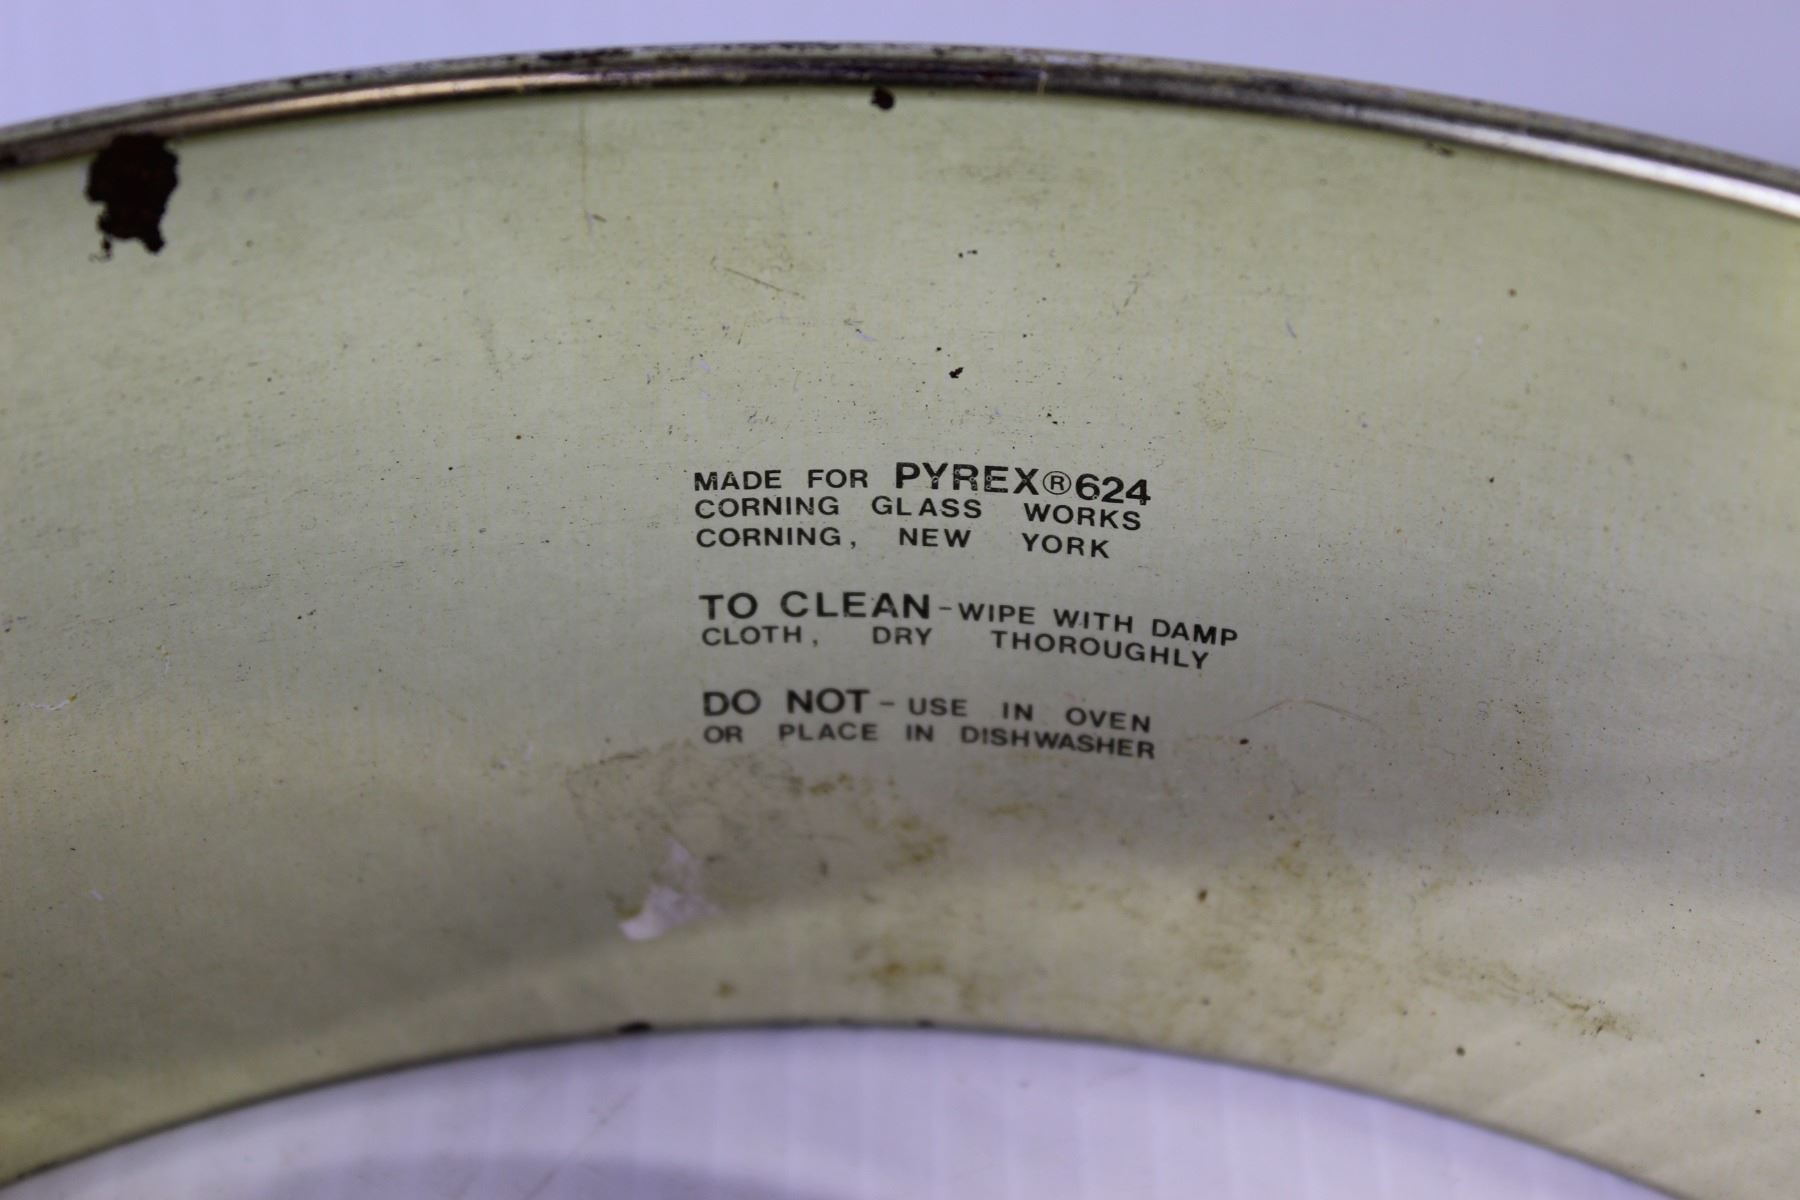 MADE FOR PYREX®624
CORNING GLASS WORKS
CORNING, NEW YORK
TO CLEAN-WIPE WITH DAMP
CLOTH, DRY THOROUGHLY
DO NOT- USE IN OVEN
OR PLACE IN DISHWASHER